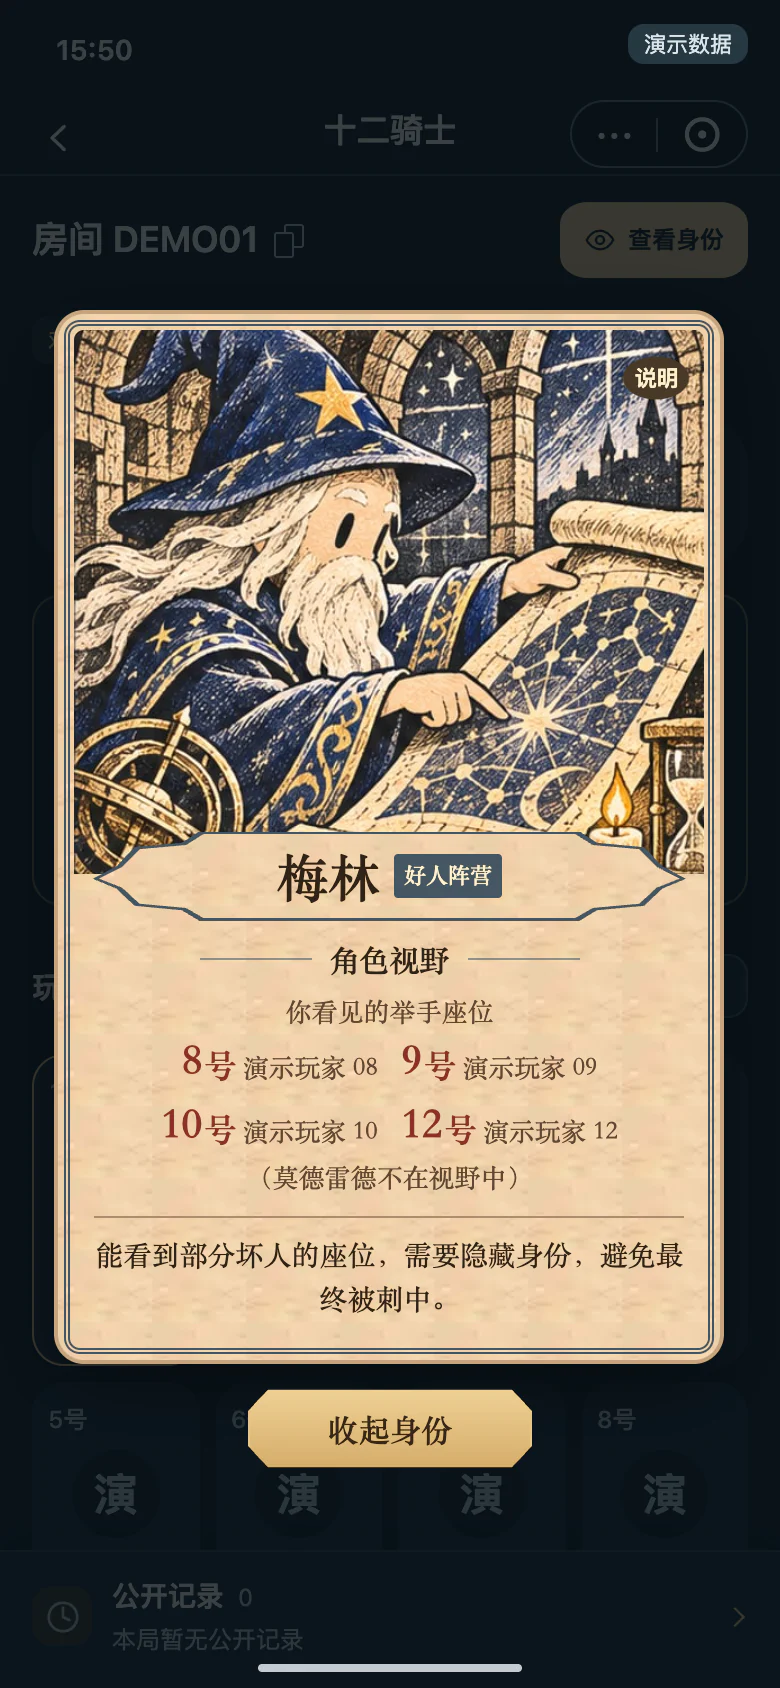 15:50
演示数据
十二骑士
房间 DEMO01
查看身份
说明
梅林 好人阵营
角色视野
你看见的举手座位
8号 演示玩家 08 9号 演示玩家 09
10号 演示玩家 10 12号 演示玩家 12
（莫德雷德不在视野中）
能看到部分坏人的座位，需要隐藏身份，避免最
终被刺中。
收起身份
玩
5号 6 8号
演 演 演 演
公开记录 0
本局暂无公开记录